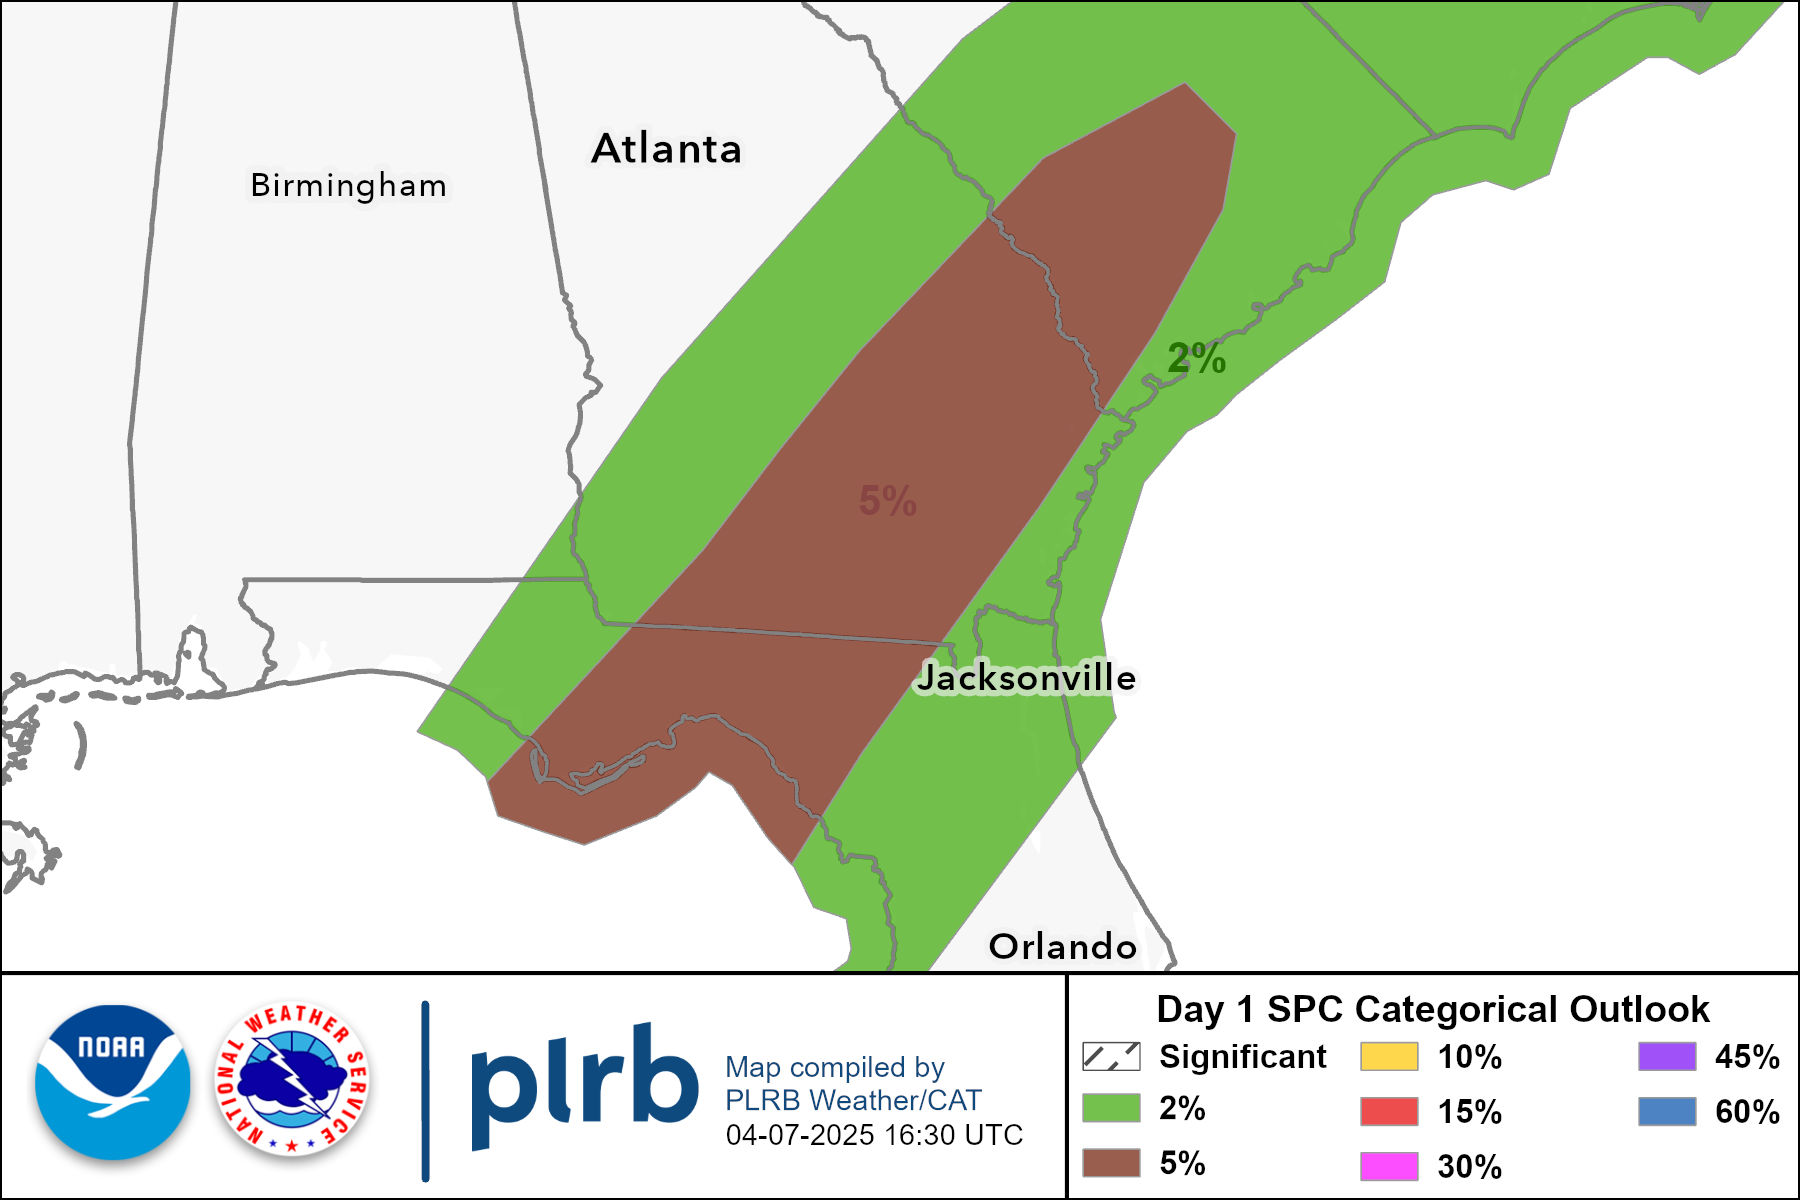 Atlanta
Birmingham
2%
5%
Jacksonville
Orlando
NOAA
NATIONAL WEATHER SERVICE
plrb
Map compiled by
PLRB Weather/CAT
04-07-2025 16:30 UTC
Day 1 SPC Categorical Outlook
Significant
2%
5%
10%
15%
30%
45%
60%